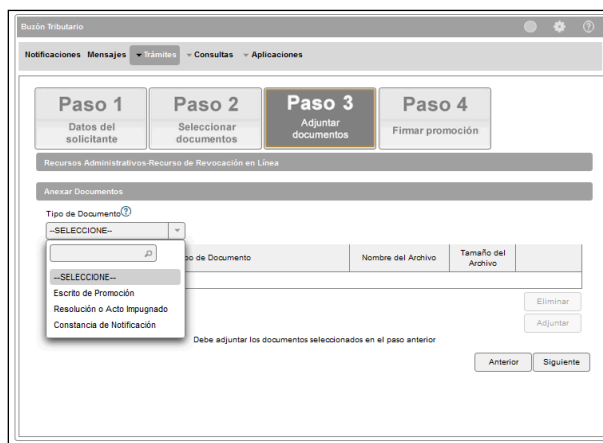 Buzón Tributario
Notificaciones Mensajes Trámites Consultas Aplicaciones
Paso 1
Datos del
solicitante
Paso 2
Seleccionar
documentos
Paso 3
Adjuntar
documentos
Paso 4
Firmar promoción
Recursos Administrativos-Recurso de Revocación en Línea
Anexar Documentos
Tipo de Documento?
--SELECCIONE--
po de Documento
Nombre del Archivo
Tamaño del
Archivo
--SELECCIONE--
Escrito de Promoción
Resolución o Acto Impugnado
Constancia de Notificación
Eliminar
Adjuntar
Debe adjuntar los documentos seleccionados en el paso anterior
Anterior
Siguiente